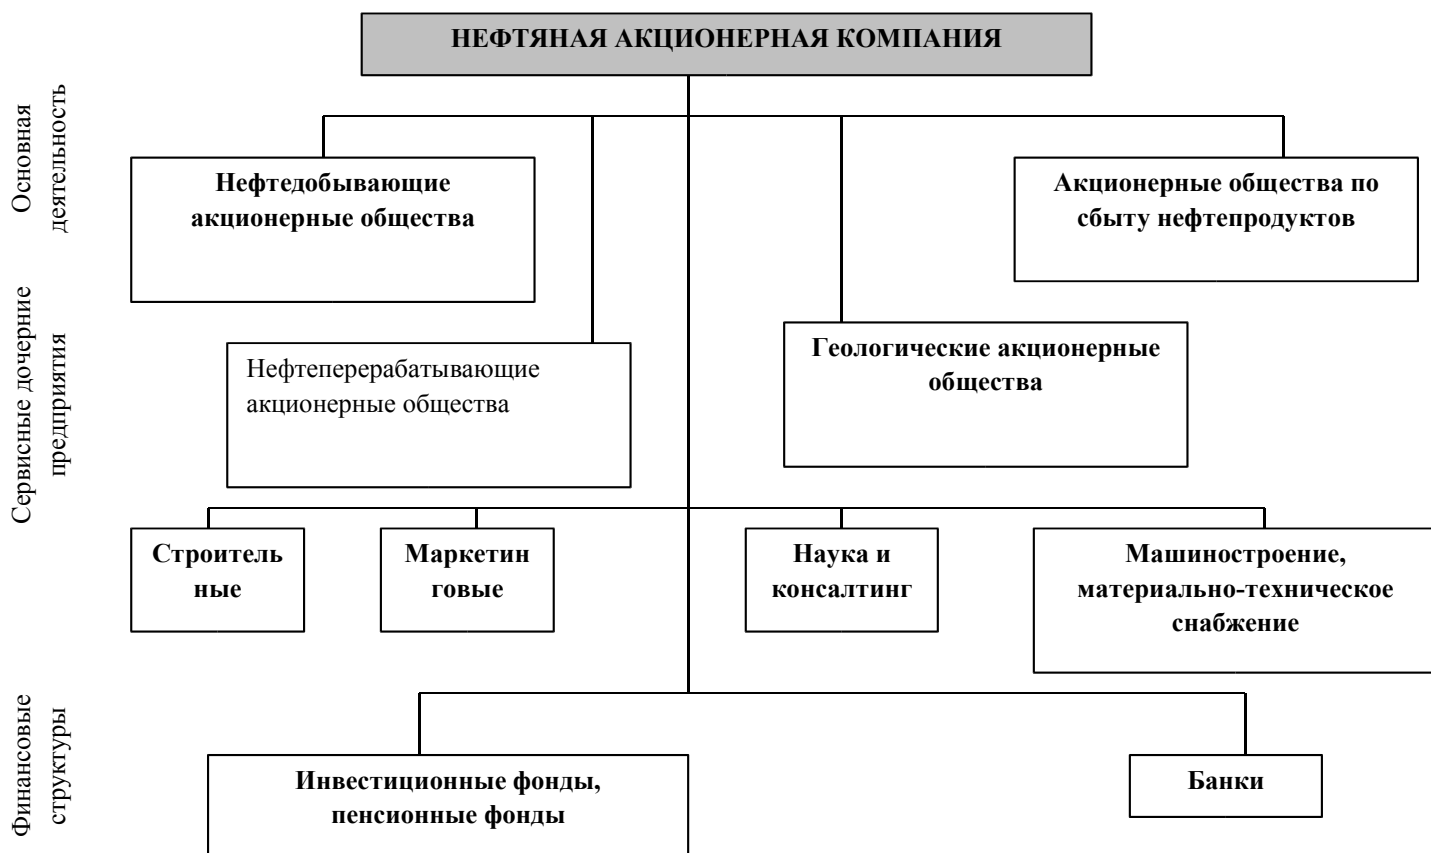 НЕФТЯНАЯ АКЦИОНЕРНАЯ КОМПАНИЯ
Основная
деятельность
Нефтедобывающие
акционерные общества
Акционерные общества по
сбыту нефтепродуктов
Сервисные дочерние
предприятия
Нефтеперерабатывающие
акционерные общества
Геологические акционерные
общества
Строитель
ные
Маркетин
говые
Наука и
консалтинг
Машиностроение,
материально-техническое
снабжение
Финансовые
структуры
Инвестиционные фонды,
пенсионные фонды
Банки